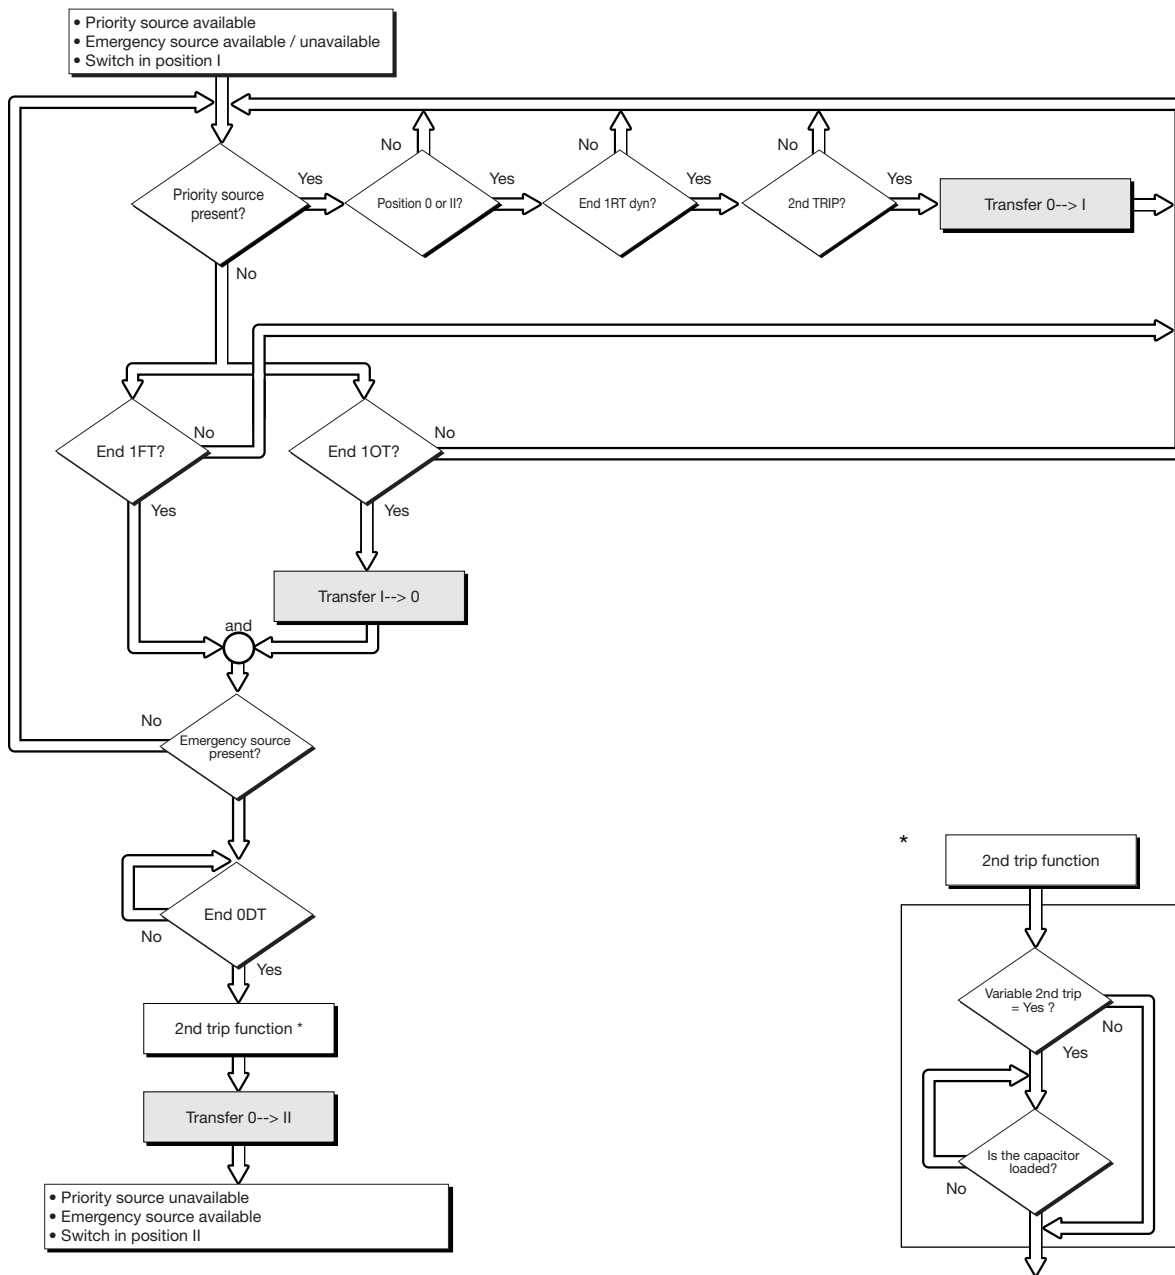 • Priority source available
• Emergency source available / unavailable
• Switch in position I
No
No
No
Yes
Yes
Yes
Yes
Priority source
present?
Position 0 or II?
End 1RT dyn?
2nd TRIP?
Transfer 0--> I
No
No
No
End 1FT?
End 1OT?
Yes
Yes
Transfer I--> 0
and
No
Emergency source
present?
*
2nd trip function
End 0DT
No
Yes
Variable 2nd trip
= Yes ?
No
2nd trip function *
Yes
Transfer 0--> II
Is the capacitor
loaded?
No
• Priority source unavailable
• Emergency source available
• Switch in position II